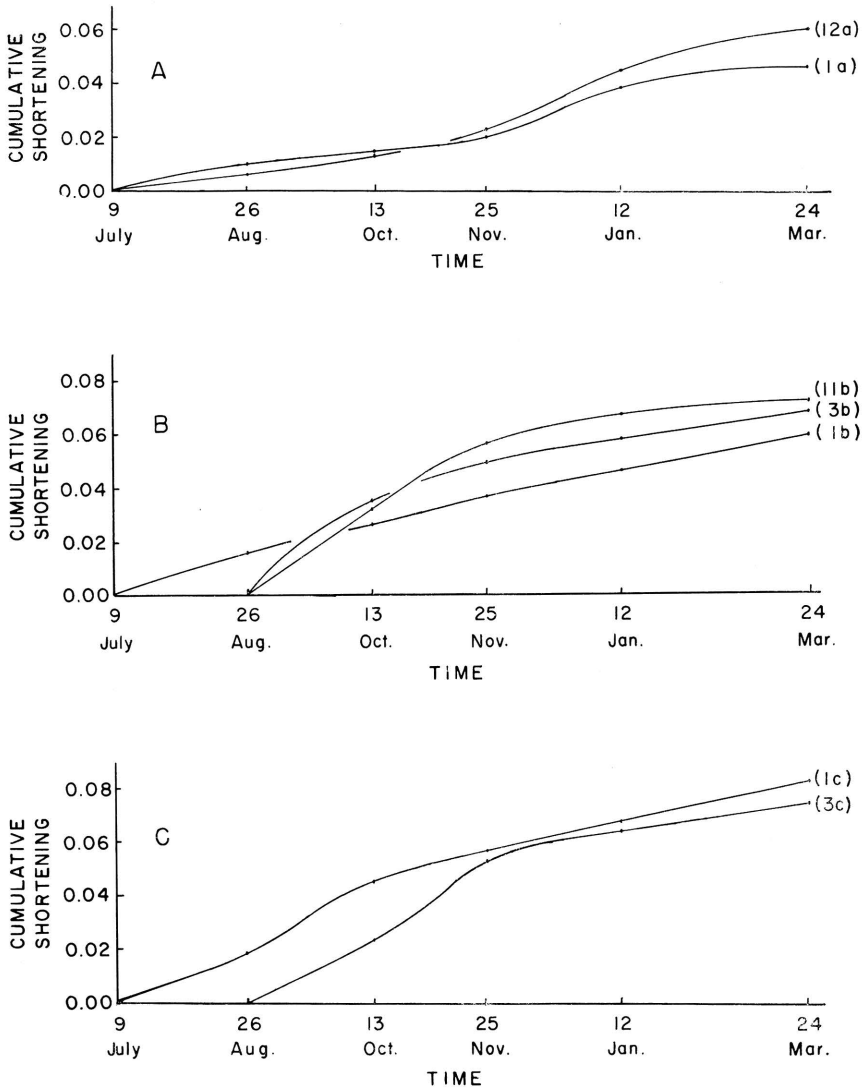 CUMULATIVE
SHORTENING
A
0.06
0.04
0.02
0.00
(12a)
(1a)
9 26 13 25 12 24
July Aug. Oct. Nov. Jan. Mar.
TIME
CUMULATIVE
SHORTENING
B
0.08
0.06
0.04
0.02
0.00
(11b)
(3b)
(1b)
9 26 13 25 12 24
July Aug. Oct. Nov. Jan. Mar.
TIME
CUMULATIVE
SHORTENING
C
0.08
0.06
0.04
0.02
0.00
(1c)
(3c)
9 26 13 25 12 24
July Aug. Oct. Nov. Jan. Mar.
TIME